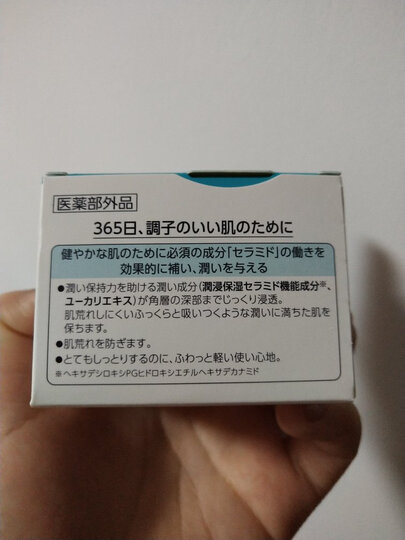 医薬部外品
365日、調子のいい肌のために
健やかな肌のために必須の成分「セラミド」の働きを
効果的に補い、潤いを与える
●潤い保持力を助ける潤い成分(潤浸保湿セラミド機能成分※、
ユーカリエキス)が角層の深部までじっくり浸透。
肌荒れしにくいふっくらと吸いつくような潤いに満ちた肌を
保ちます。
●肌荒れを防ぎます。
●とてもしっとりするのに、ふわっと軽い使い心地。
※ヘキサデシロキシPGヒドロキシエチルヘキサデカナミド